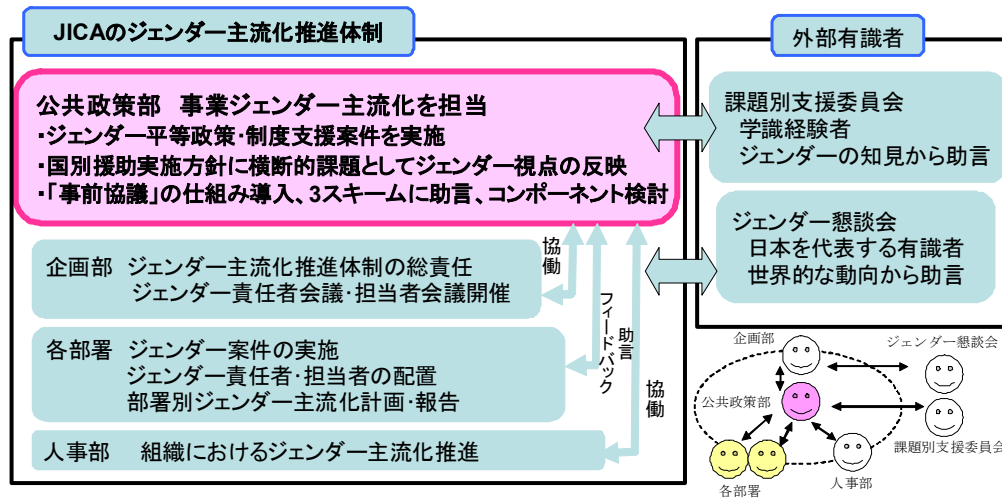 JICAのジェンダー主流化推進体制
公共政策部 事業ジェンダー主流化を担当
・ジェンダー平等政策・制度支援案件を実施
・国別援助実施方針に横断的課題としてジェンダー視点の反映
・「事前協議」の仕組み導入、3スキームに助言、コンポーネント検討
企画部 ジェンダー主流化推進体制の総責任
ジェンダー責任者会議・担当者会議開催
各部署 ジェンダー案件の実施
ジェンダー責任者・担当者の配置
部署別ジェンダー主流化計画・報告
人事部 組織におけるジェンダー主流化推進
協働
フィードバック
助言
協働
外部有識者
課題別支援委員会
学識経験者
ジェンダーの知見から助言
ジェンダー懇談会
日本を代表する有識者
世界的な動向から助言
企画部
ジェンダー懇談会
公共政策部
課題別支援委員会
人事部
各部署